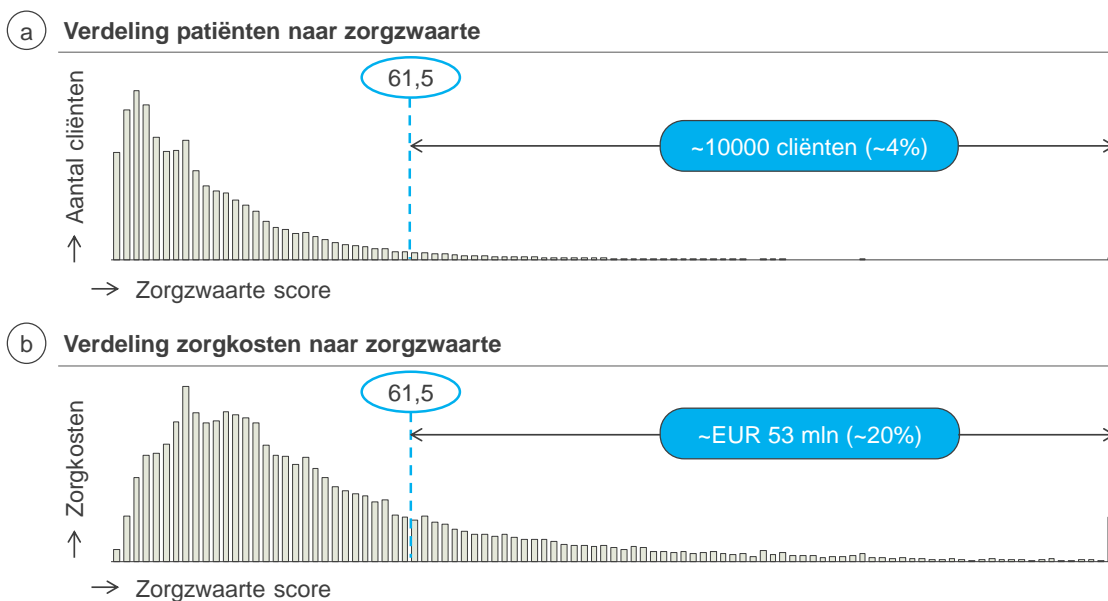 a Verdeling patiënten naar zorgzwaarte
61,5
~10000 cliënten (~4%)
Aantal cliënten
Zorgzwaarte score
b Verdeling zorgkosten naar zorgzwaarte
61,5
~EUR 53 mln (~20%)
Zorgkosten
Zorgzwaarte score